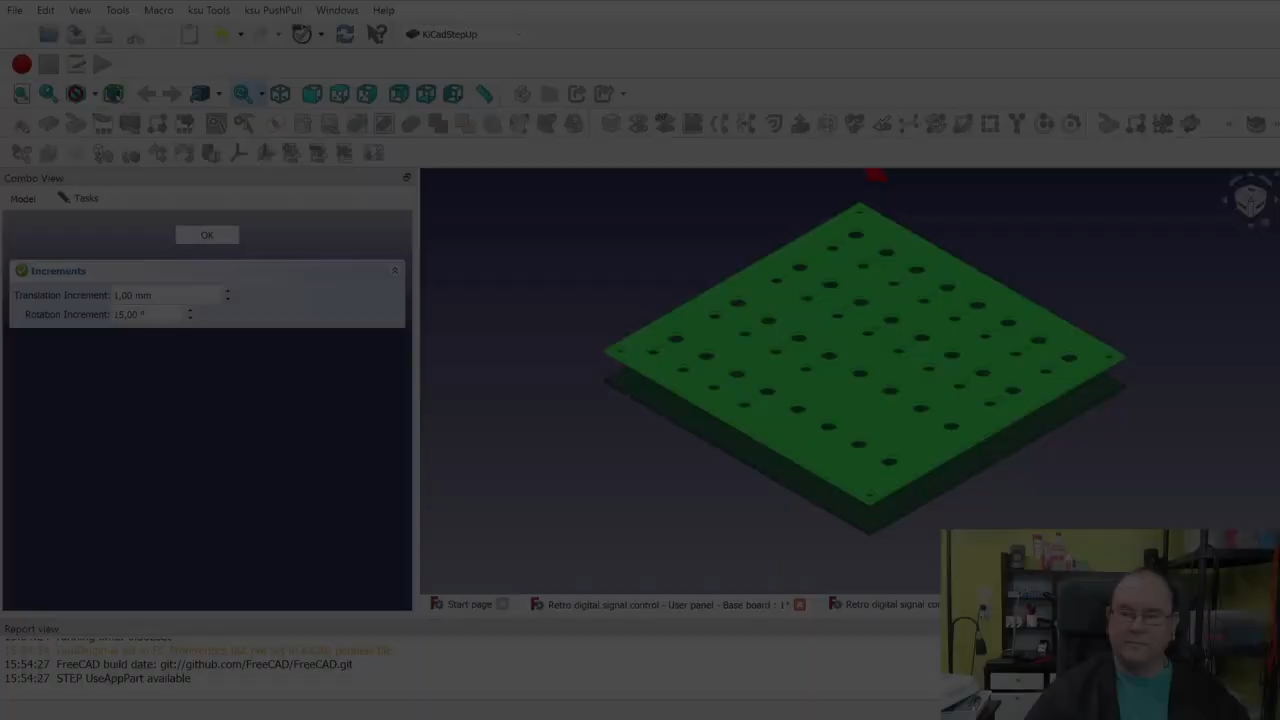 File Edit View Tools Macro ksu Tools ksu PushPull Windows Help
KiCadStepUp
Combo View
Model Tasks
OK
Increments
Translation Increment: 1,00 mm
Rotation Increment: 15,00 °
Start page
Retro digital signal control - User panel - Base board : 1*
Retro digital signal co
Report view
15:54:27 FreeCAD build date: git://github.com/FreeCAD/FreeCAD.git
15:54:27 STEP UseAppPart available